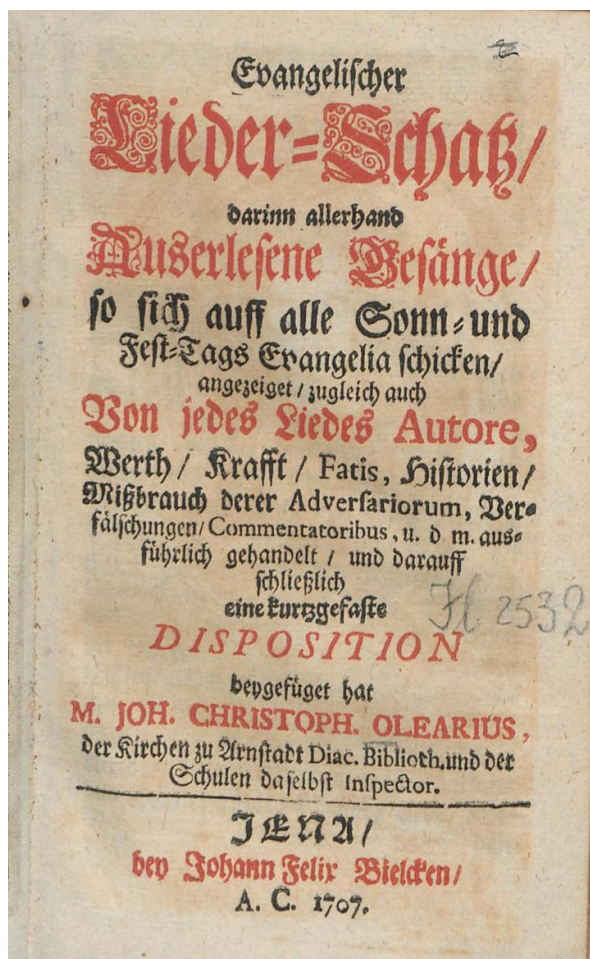 Evangelischer
Lieder-Schatz/
darinn allerhand
Auserlesene Gesänge/
so sich auff alle Sonn- und
Fest-Tags Evangelia schicken/
angezeiget/ zugleich auch
Von jedes Liedes Autore,
Werth/ Krafft/ Fatis, Historien/
Mißbrauch derer Adversariorum, Ver-
fälschungen/ Commentatoribus, u. d m. aus-
führlich gehandelt / und darauff
schließlich
eine kurtzgefaste
DISPOSITION
beygefüget hat
M. JOH. CHRISTOPH. OLEARIUS,
der Kirchen zu Arnstadt Diac. Biblioth. und der
Schulen daselbst Inspector.
JENA/
bey Johann Felix Bielcken/
A. C. 1707.
2532